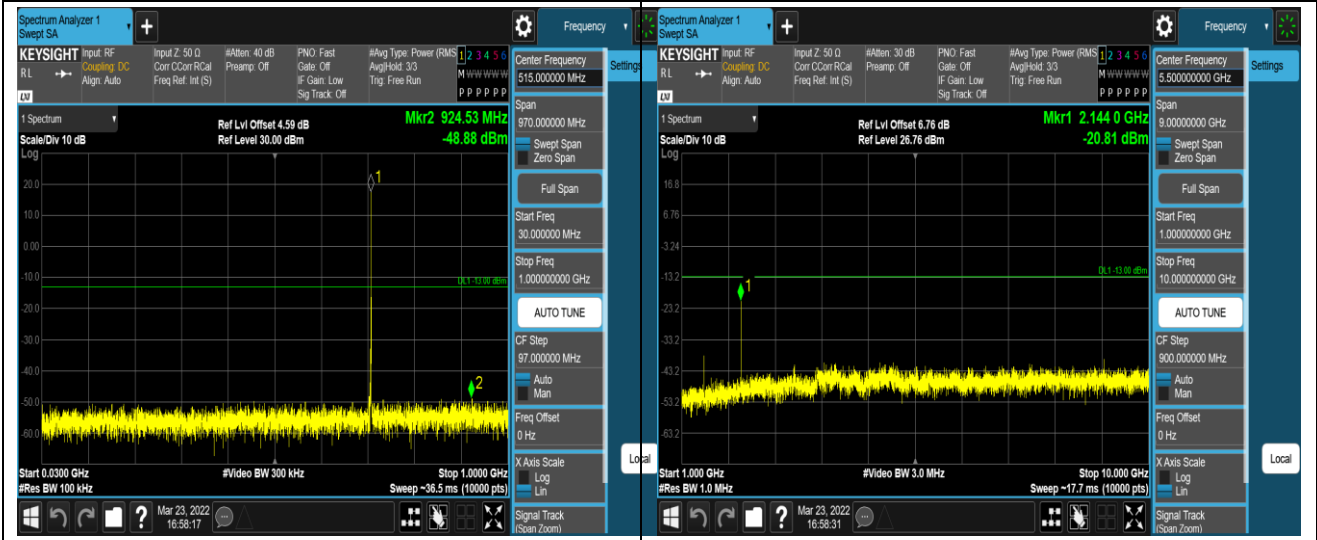 Spectrum Analyzer 1
Swept SA
+
Frequency
KEYSIGHT
RL
Input: RF
Coupling: DC
Align: Auto
Input Z: 50 Ω
Corr CCorr RCal
Freq Ref: Int (S)
#Atten: 40 dB
Preamp: Off
PNO: Fast
Gate: Off
IF Gain: Low
Sig Track: Off
#Avg Type: Power (RMS
Avg|Hold: 3/3
Trig: Free Run
1 2 3 4 5 6
M W W W W W
P P P P P P
1 Spectrum
Scale/Div 10 dB
Log
Ref Lvl Offset 4.59 dB
Ref Level 30.00 dBm
Mkr2 924.53 MHz
-48.88 dBm
20.0
10.0
0.00
-10.0
-20.0
-30.0
-40.0
-50.0
-60.0
1
2
DL1 -13.00 dBm
Start 0.0300 GHz
#Res BW 100 kHz
#Video BW 300 kHz
Stop 1.0000 GHz
Sweep ~36.5 ms (10000 pts)
Mar 23, 2022
16:58:17
?
Center Frequency
515.000000 MHz
Span
970.000000 MHz
Swept Span
Zero Span
Full Span
Start Freq
30.000000 MHz
Stop Freq
1.000000000 GHz
AUTO TUNE
CF Step
97.000000 MHz
Auto
Man
Freq Offset
0 Hz
X Axis Scale
Log
Lin
Signal Track
(Span Zoom)
Settings
Local
Spectrum Analyzer 1
Swept SA
+
Frequency
KEYSIGHT
RL
Input: RF
Coupling: DC
Align: Auto
Input Z: 50 Ω
Corr CCorr RCal
Freq Ref: Int (S)
#Atten: 30 dB
Preamp: Off
PNO: Fast
Gate: Off
IF Gain: Low
Sig Track: Off
#Avg Type: Power (RMS
Avg|Hold: 3/3
Trig: Free Run
1 2 3 4 5 6
M W W W W W
P P P P P P
1 Spectrum
Scale/Div 10 dB
Log
Ref Lvl Offset 6.76 dB
Ref Level 26.76 dBm
Mkr1 2.144 0 GHz
-20.81 dBm
16.8
6.76
-3.24
-13.2
-23.2
-33.2
-43.2
-53.2
-63.2
1
DL1 -13.00 dBm
Start 1.000 GHz
#Res BW 1.0 MHz
#Video BW 3.0 MHz
Stop 10.000 GHz
Sweep ~17.7 ms (10000 pts)
Mar 23, 2022
16:58:31
?
Center Frequency
5.500000000 GHz
Span
9.00000000 GHz
Swept Span
Zero Span
Full Span
Start Freq
1.000000000 GHz
Stop Freq
10.000000000 GHz
AUTO TUNE
CF Step
900.000000 MHz
Auto
Man
Freq Offset
0 Hz
X Axis Scale
Log
Lin
Signal Track
(Span Zoom)
Settings
Local